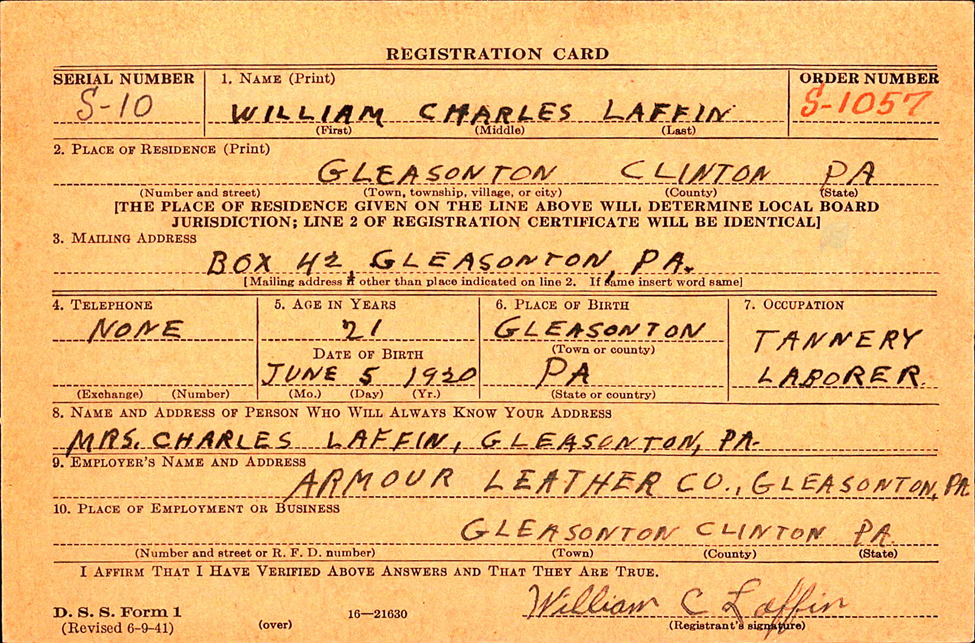 REGISTRATION CARD
SERIAL NUMBER 1. NAME (Print) ORDER NUMBER
S-10 WILLIAM CHARLES LAFFIN S-1057
(First) (Middle) (Last)
2. PLACE OF RESIDENCE (Print)
GLEASONTON CLINTON PA
(Number and street) (Town, township, village, or city) (County) (State)
[THE PLACE OF RESIDENCE GIVEN ON THE LINE ABOVE WILL DETERMINE LOCAL BOARD
JURISDICTION; LINE 2 OF REGISTRATION CERTIFICATE WILL BE IDENTICAL]
3. MAILING ADDRESS
BOX 42, GLEASONTON, PA.
[Mailing address if other than place indicated on line 2. If same insert word same]
4. TELEPHONE 5. AGE IN YEARS 6. PLACE OF BIRTH 7. OCCUPATION
NONE 21 GLEASONTON TANNERY
DATE OF BIRTH (Town or county)
JUNE 5 1920 PA LABORER.
(Exchange) (Number) (Mo.) (Day) (Yr.) (State or country)
8. NAME AND ADDRESS OF PERSON WHO WILL ALWAYS KNOW YOUR ADDRESS
MRS. CHARLES LAFFIN, GLEASONTON, PA.
9. EMPLOYER'S NAME AND ADDRESS
ARMOUR LEATHER CO., GLEASONTON, PA
10. PLACE OF EMPLOYMENT OR BUSINESS
GLEASONTON CLINTON PA.
(Number and street or R. F. D. number) (Town) (County) (State)
I AFFIRM THAT I HAVE VERIFIED ABOVE ANSWERS AND THAT THEY ARE TRUE.
D. S. S. Form 1 16—21630 William C Laffin
(Revised 6-9-41) (over) (Registrant's signature)